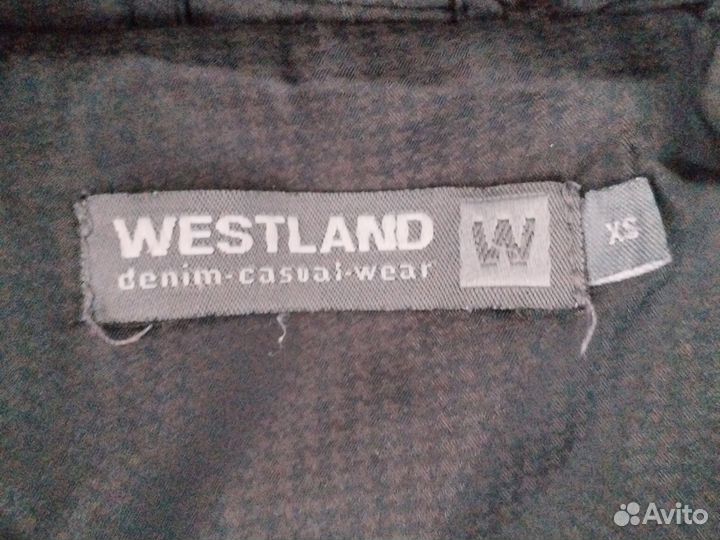 WESTLAND W
denim-casual-wear
XS
Avito